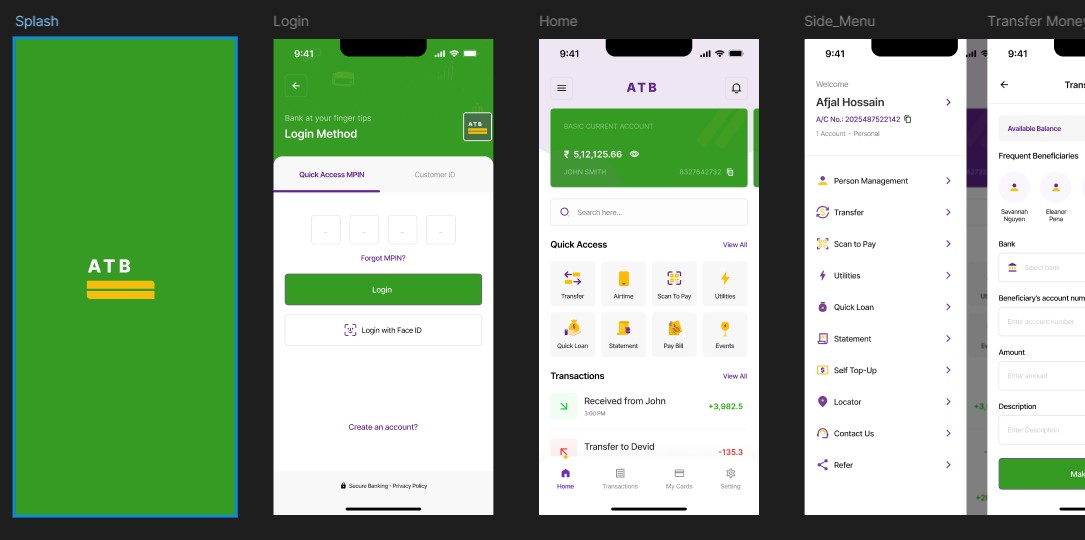 Splash
ATB
Login
9:41
Bank at your finger tips
Login Method
ATB
Quick Access MPIN
Customer ID
Forgot MPIN?
Login
Login with Face ID
Create an account?
Secure Banking - Privacy Policy
Home
9:41
ATB
BASIC CURRENT ACCOUNT
₹ 5,12,125.66
JOHN SMITH
8327642732
Search here...
Quick Access
View All
Transfer
Airtime
Scan To Pay
Utilities
Quick Loan
Statement
Pay Bill
Events
Transactions
View All
Received from John
3:00 PM
+3,982.5
Transfer to Devid
-135.3
Home
Transactions
My Cards
Setting
Side_Menu
9:41
Welcome
Afjal Hossain
A/C No.: 2025487522142
1 Account - Personal
Person Management
Transfer
Scan to Pay
Utilities
Quick Loan
Statement
Self Top-Up
Locator
Contact Us
Refer
Transfer Money
9:41
Trans
Available Balance
Frequent Beneficiaries
Savannah
Nguyen
Eleanor
Pena
Bank
Select bank
Beneficiary's account num
Enter account number
Amount
Enter amount
Description
Enter Description
Mak